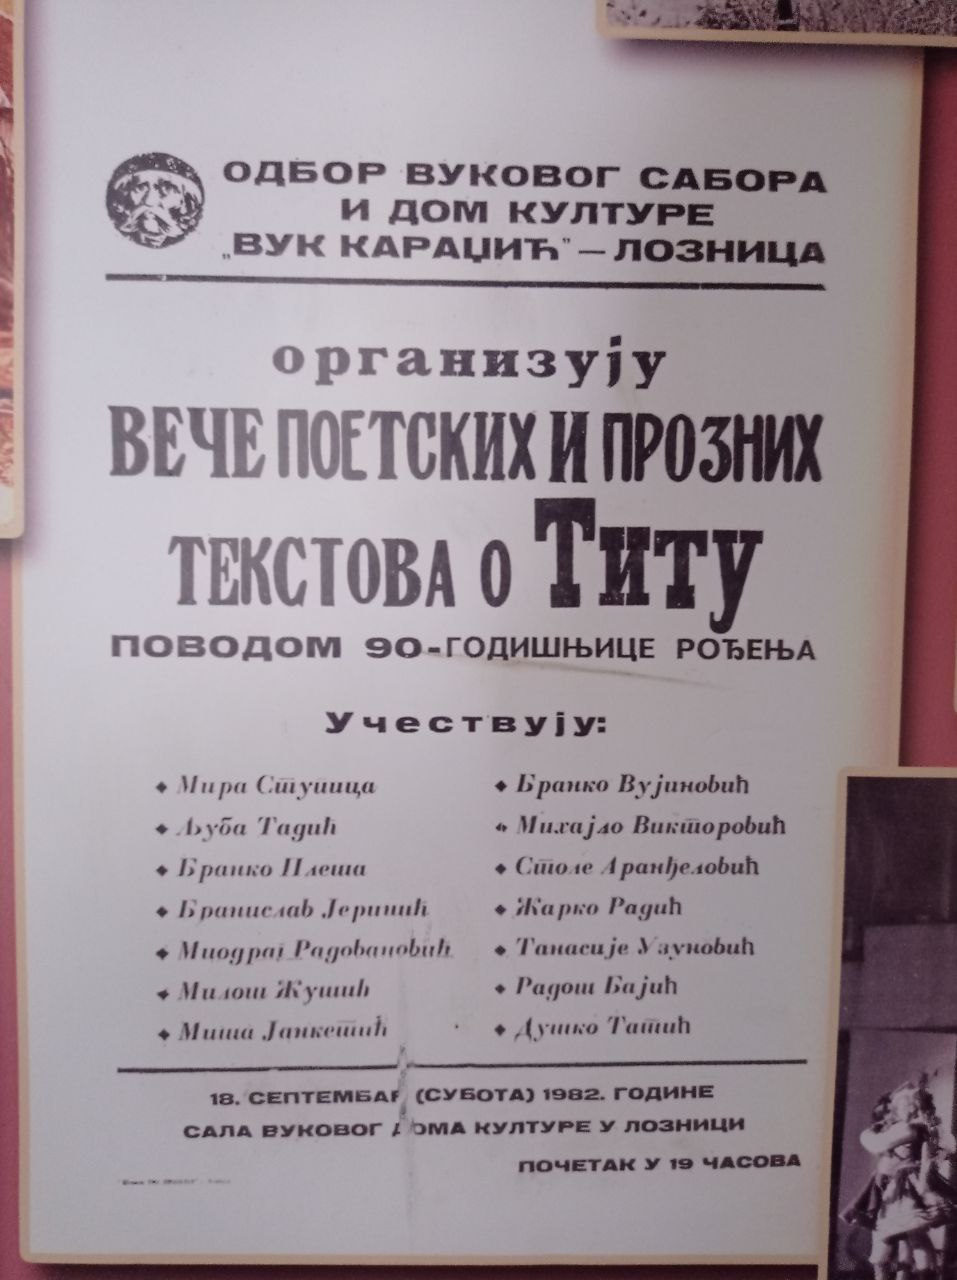 ОДБОР ВУКОВОГ САБОРА
И ДОМ КУЛТУРЕ
„ВУК КАРАЏИЋ" — ЛОЗНИЦА
организују
ВЕЧЕ ПОЕТСКИХ И ПРОЗНИХ
ТЕКСТОВА О ТИТУ
ПОВОДОМ 90-ГОДИШЊИЦЕ РОЂЕЊА
Учествују:
Мира Ступица
Љуба Тадић
Бранко Плеша
Бранислав Јеринић
Миодраг Радовановић
Милош Жутић
Миша Јанкетић
Бранко Вујиновић
Михајло Викторовић
Столе Аранђеловић
Жарко Радић
Танасије Узуновић
Радош Бајић
Душко Татић
18. СЕПТЕМБАР (СУБОТА) 1982. ГОДИНЕ
САЛА ВУКОВОГ ДОМА КУЛТУРЕ У ЛОЗНИЦИ
ПОЧЕТАК У 19 ЧАСОВА